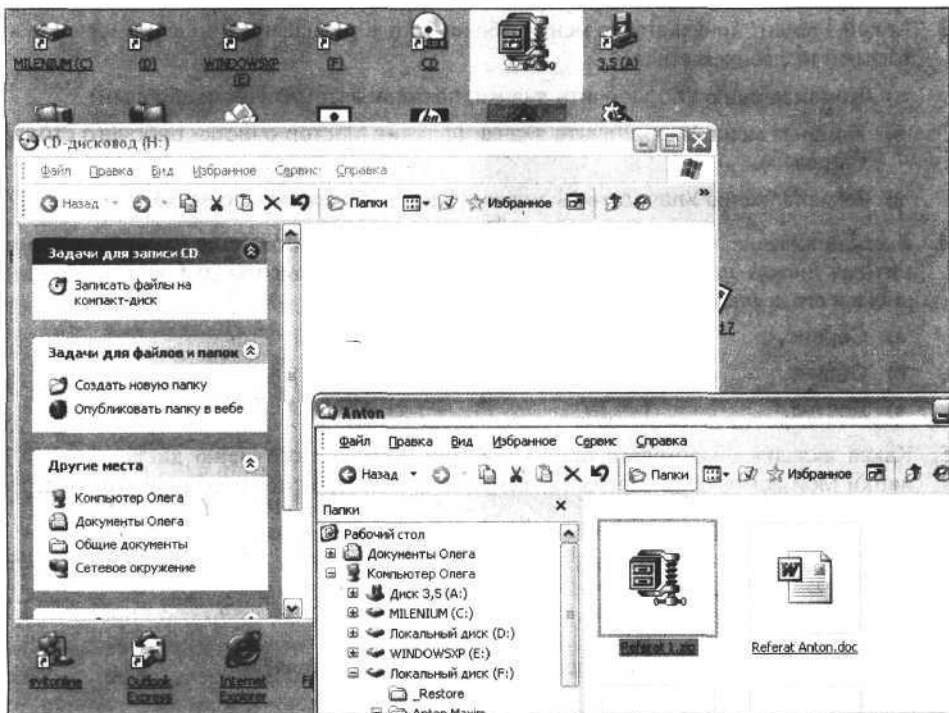 MILENIUM (C)
(D)
WINDOWSXP (E)
(F)
CD
3,5 (A)
CD-дисковод (H:)
Файл Правка Вид Избранное Сервис Справка
Назад Папки Избранное
Задачи для записи CD
Записать файлы на
компакт-диск
Задачи для файлов и папок
Создать новую папку
Опубликовать папку в вебе
Другие места
Компьютер Олега
Документы Олега
Общие документы
Сетевое окружение
svitonline
Outlook
Express
Internet
Explorer
Anton
Файл Правка Вид Избранное Сервис Справка
Назад Папки Избранное
Папки
Рабочий стол
Документы Олега
Компьютер Олега
Диск 3,5 (A:)
MILENIUM (C:)
Локальный диск (D:)
WINDOWSXP (E:)
Локальный диск (F:)
_Restore
Anton Maxim
Referat 1.zip
Referat Anton.doc